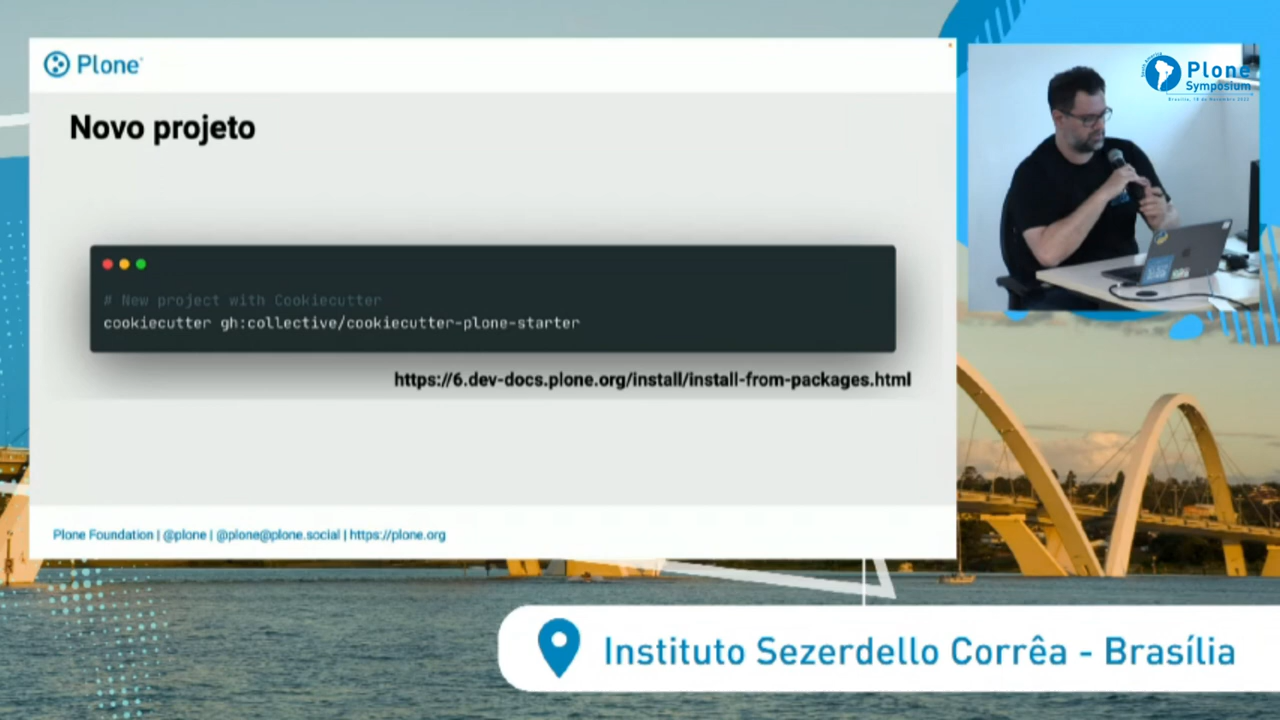 Plone
Novo projeto
# New project with Cookiecutter
cookiecutter gh:collective/cookiecutter-plone-starter
https://6.dev-docs.plone.org/install/install-from-packages.html
Plone Foundation | @plone | @plone@plone.social | https://plone.org
Plone
Symposium
Instituto Sezerdello Corrêa - Brasília